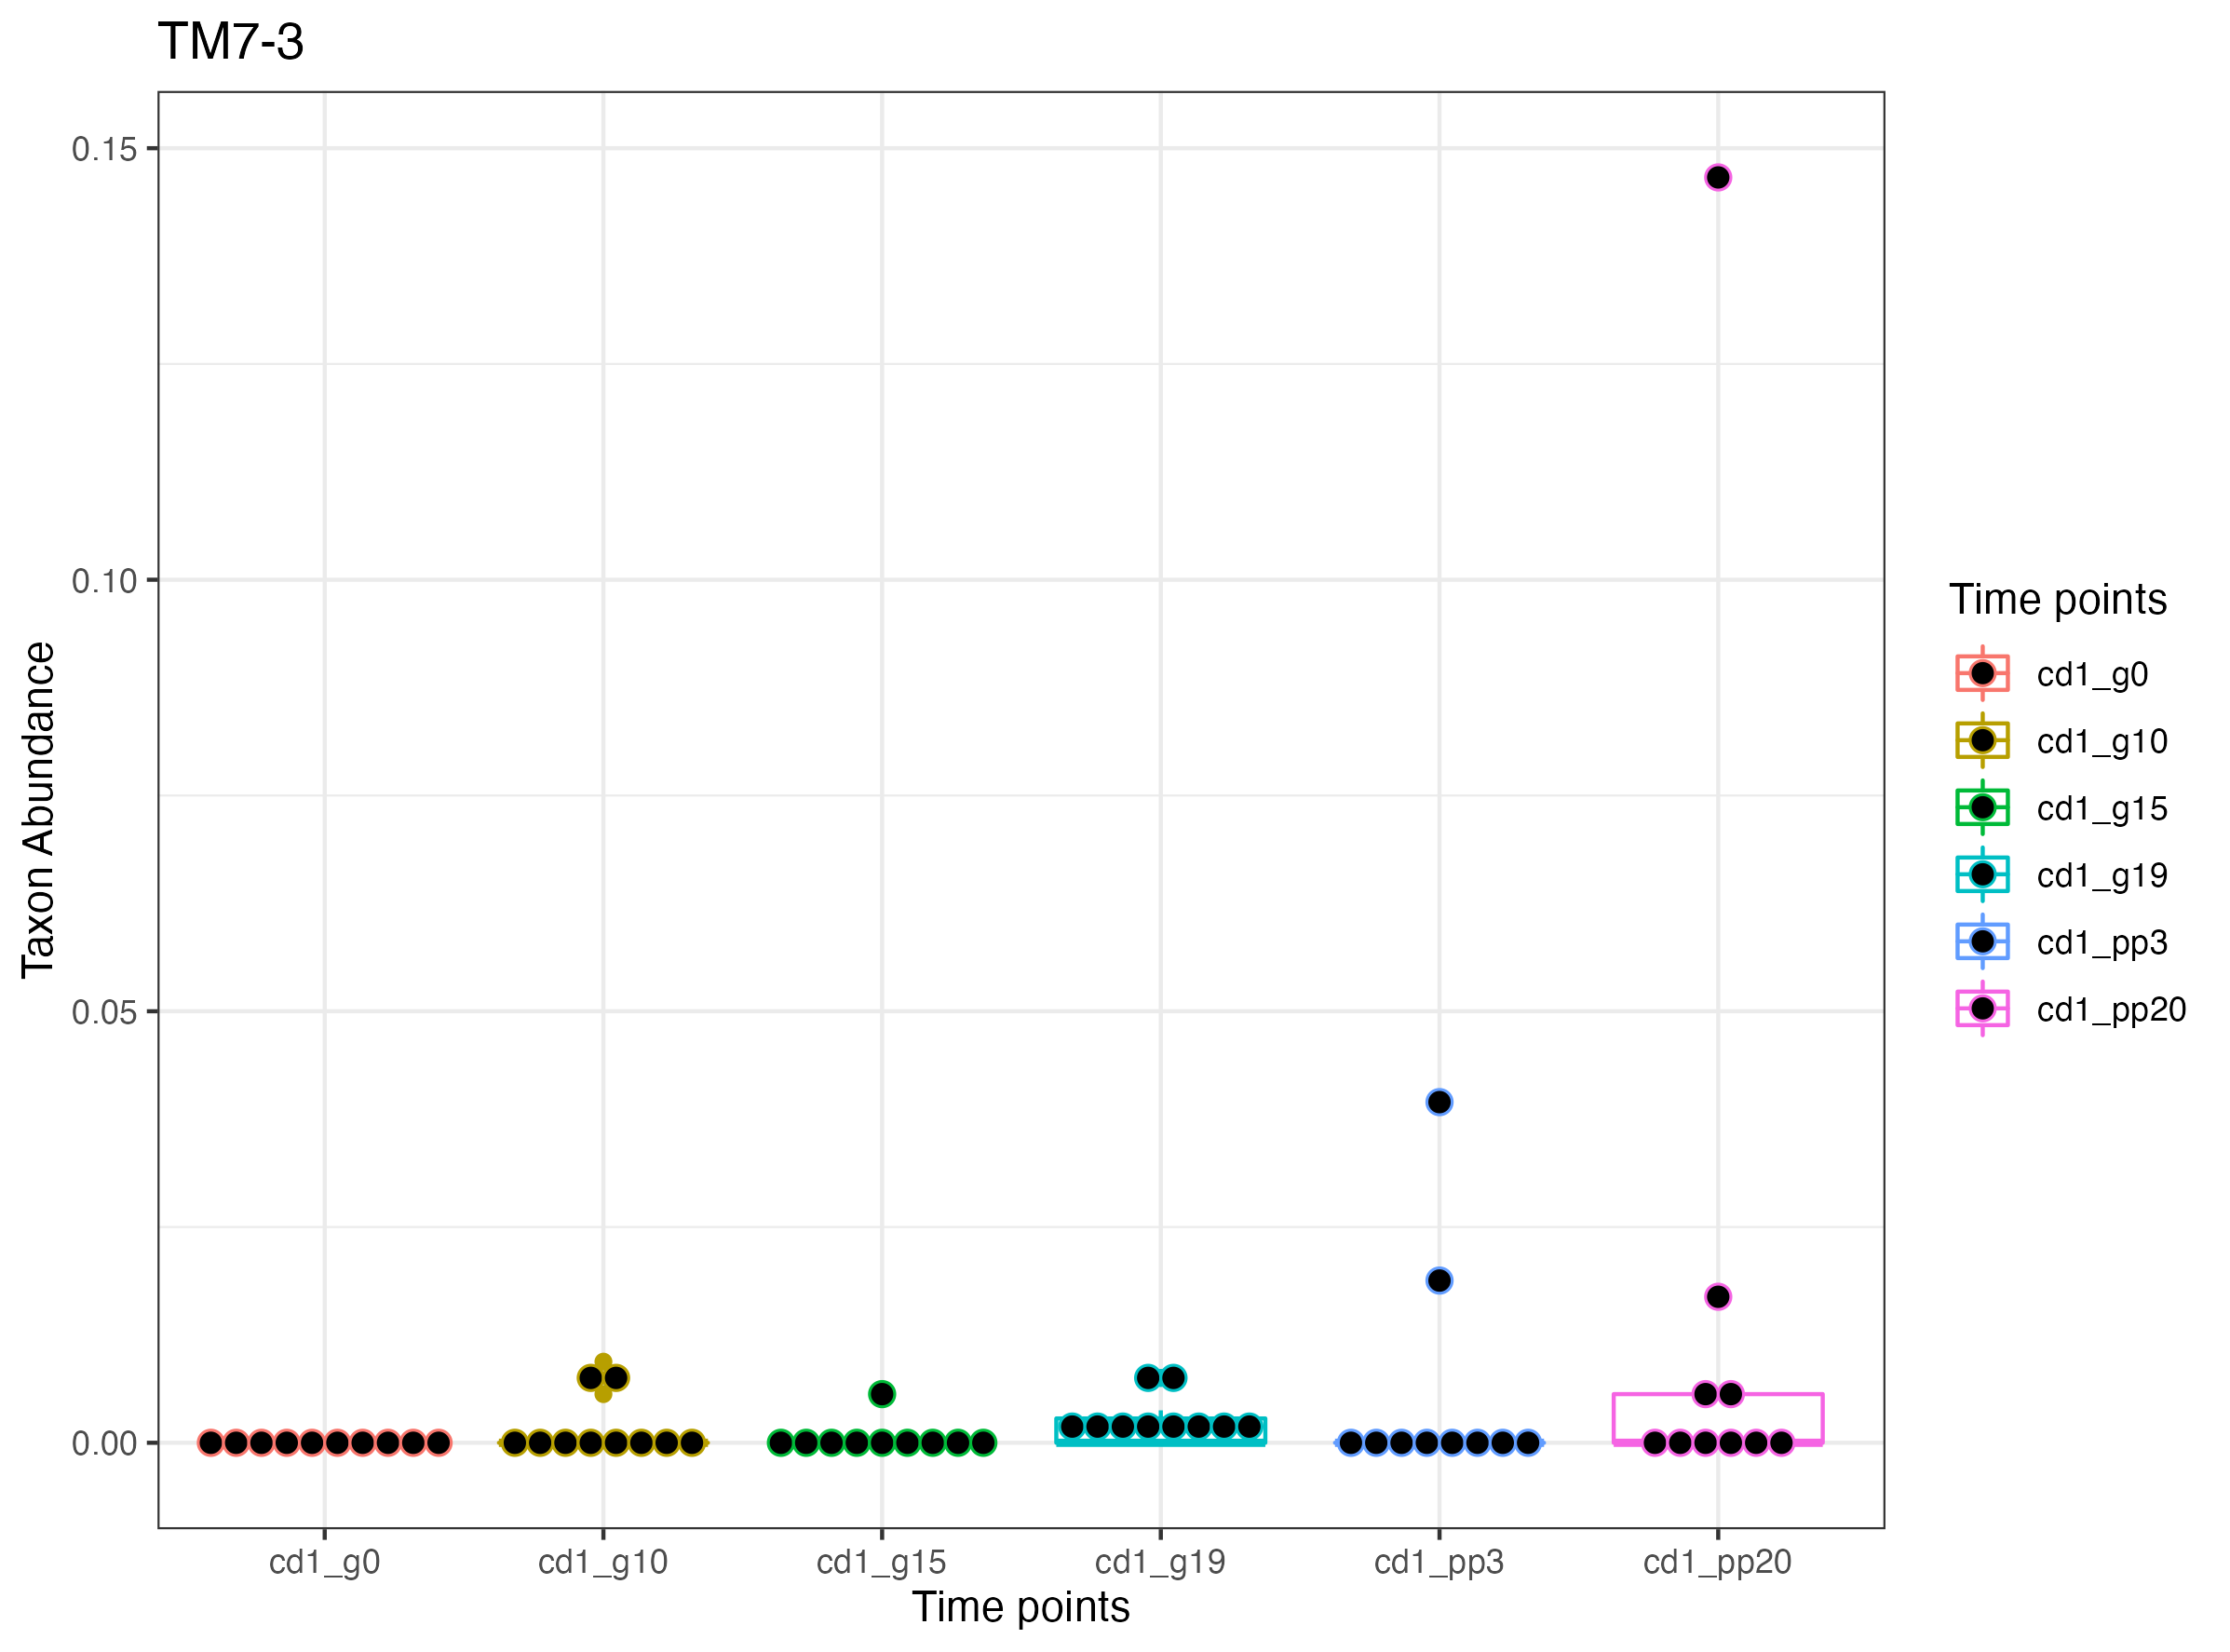 TM7-3
0.15
0.10
0.05
0.00
Taxon Abundance
cd1_g0 cd1_g10 cd1_g15 cd1_g19 cd1_pp3 cd1_pp20
Time points
Time points
cd1_g0
cd1_g10
cd1_g15
cd1_g19
cd1_pp3
cd1_pp20